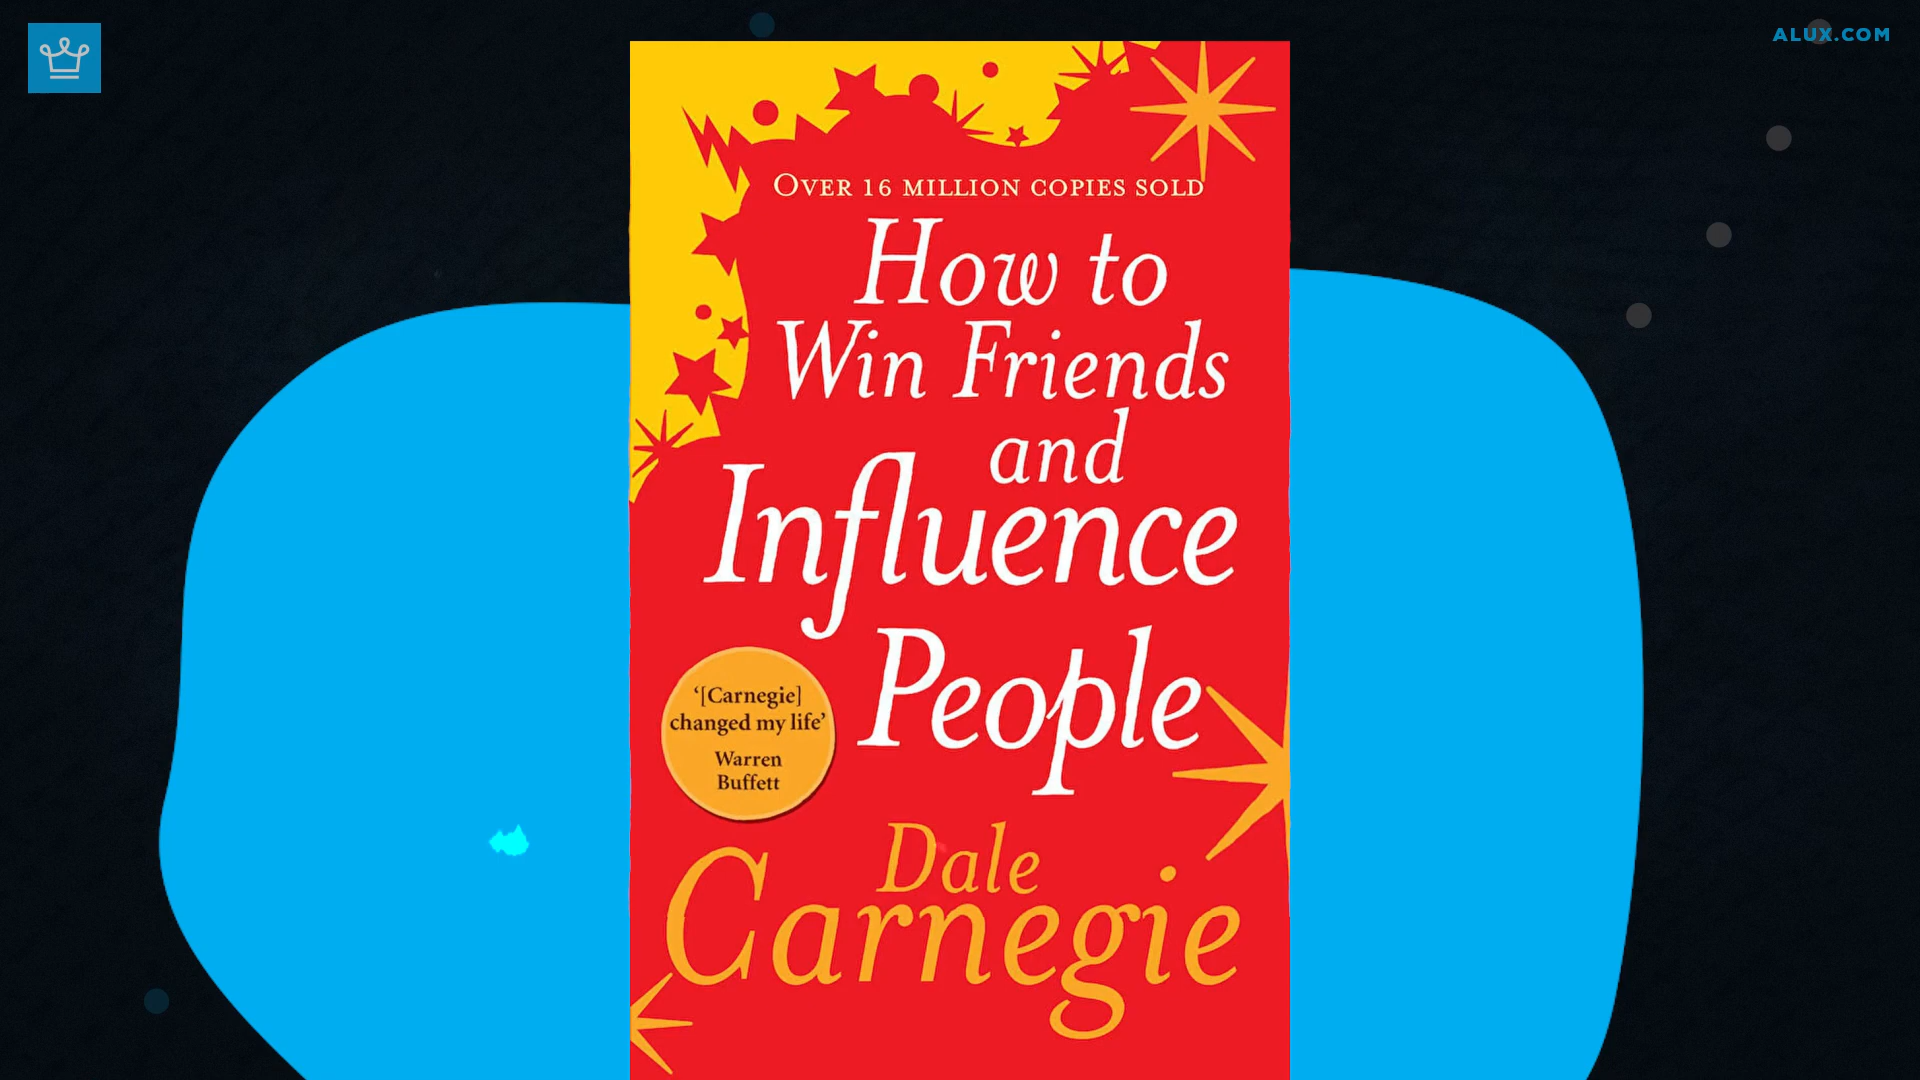 ALUX.COM
OVER 16 MILLION COPIES SOLD
How to
Win Friends
and
Influence
People
‘[Carnegie]
changed my life’
Warren
Buffett
Dale
Carnegie